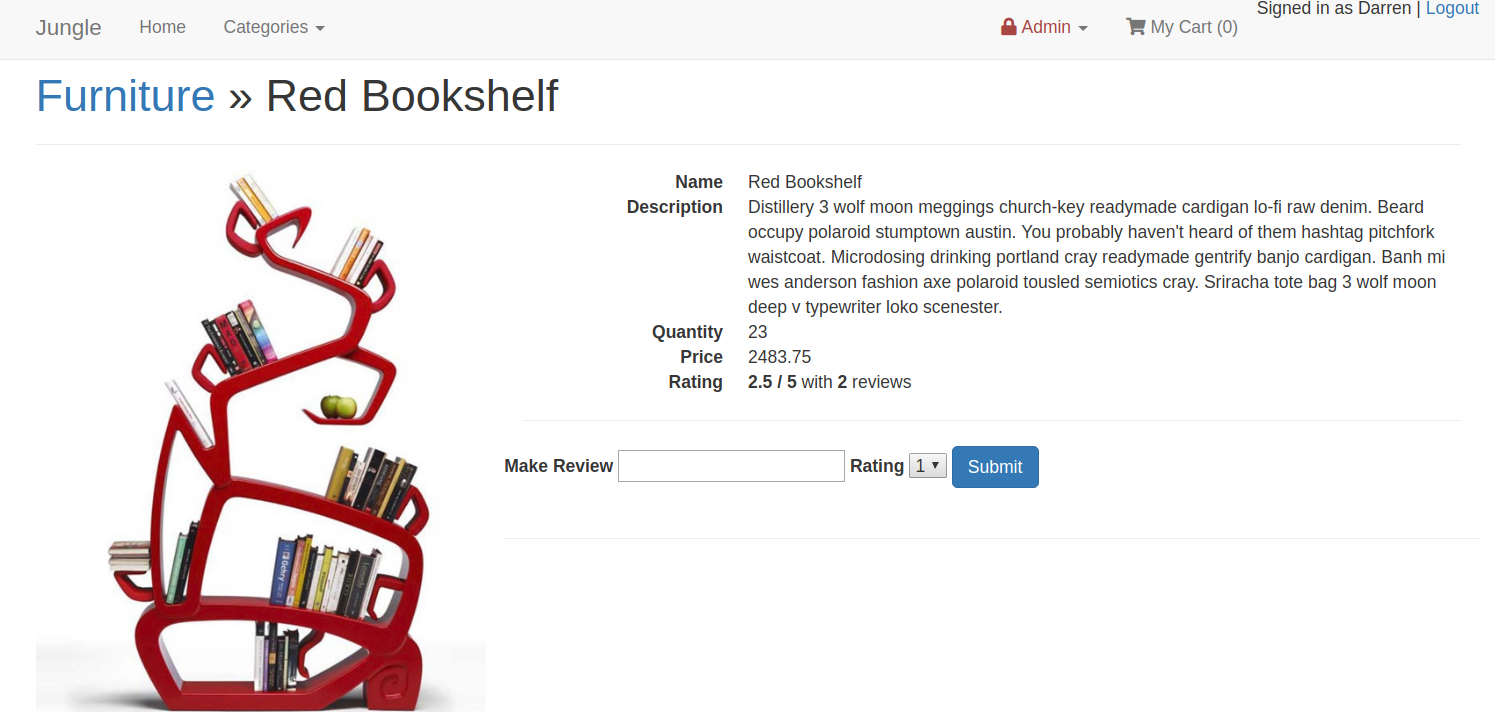 Signed in as Darren | Logout
Jungle Home Categories Admin My Cart (0)
Furniture » Red Bookshelf
Name Red Bookshelf
Description Distillery 3 wolf moon meggings church-key readymade cardigan lo-fi raw denim. Beard
occupy polaroid stumptown austin. You probably haven't heard of them hashtag pitchfork
waistcoat. Microdosing drinking portland cray readymade gentrify banjo cardigan. Banh mi
wes anderson fashion axe polaroid tousled semiotics cray. Sriracha tote bag 3 wolf moon
deep v typewriter loko scenester.
Quantity 23
Price 2483.75
Rating 2.5 / 5 with 2 reviews
Make Review Rating 1 Submit
Gehry